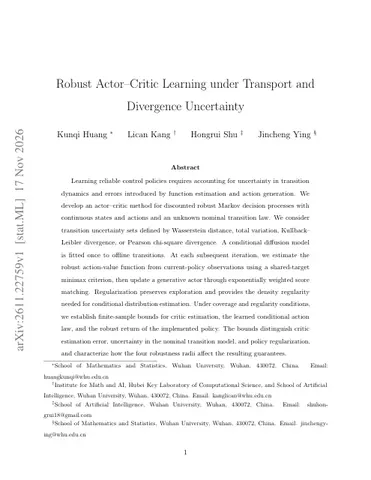 Robust Actor–Critic Learning under Transport and
Divergence Uncertainty
Kunqi Huang * Lican Kang † Hongrui Shu ‡ Jincheng Ying §
Abstract
Learning reliable control policies requires accounting for uncertainty in transition
dynamics and errors introduced by function estimation and action generation. We
develop an actor–critic method for discounted robust Markov decision processes with
continuous states and actions and an unknown nominal transition law. We consider
transition uncertainty sets defined by Wasserstein distance, total variation, Kullback–
Leibler divergence, or Pearson chi-square divergence. A conditional diffusion model
is fitted once to offline transitions. At each subsequent iteration, we estimate the
robust action-value function from current-policy observations using a shared-target
minimax criterion, then update a generative actor through exponentially weighted score
matching. Regularization preserves exploration and provides the density regularity
needed for conditional distribution estimation. Under coverage and regularity conditions,
we establish finite-sample bounds for critic estimation, the learned conditional action
law, and the robust return of the implemented policy. The bounds distinguish critic
estimation error, uncertainty in the nominal transition model, and policy regularization,
and characterize how the four robustness radii affect the resulting guarantees.
*School of Mathematics and Statistics, Wuhan University, Wuhan, 430072, China. Email:
huangkunqi@whu.edu.cn
†Institute for Math and AI, Hubei Key Laboratory of Computational Science, and School of Artificial
Intelligence, Wuhan University, Wuhan, 430072, China. Email: kanglican@whu.edu.cn
‡School of Artificial Intelligence, Wuhan University, Wuhan, 430072, China. Email: shuhon-
grui18@gmail.com
§School of Mathematics and Statistics, Wuhan University, Wuhan, 430072, China. Email: jinchengy-
ing@whu.edu.cn
1
arXiv:2611.22759v1 [stat.ML] 17 Nov 2026